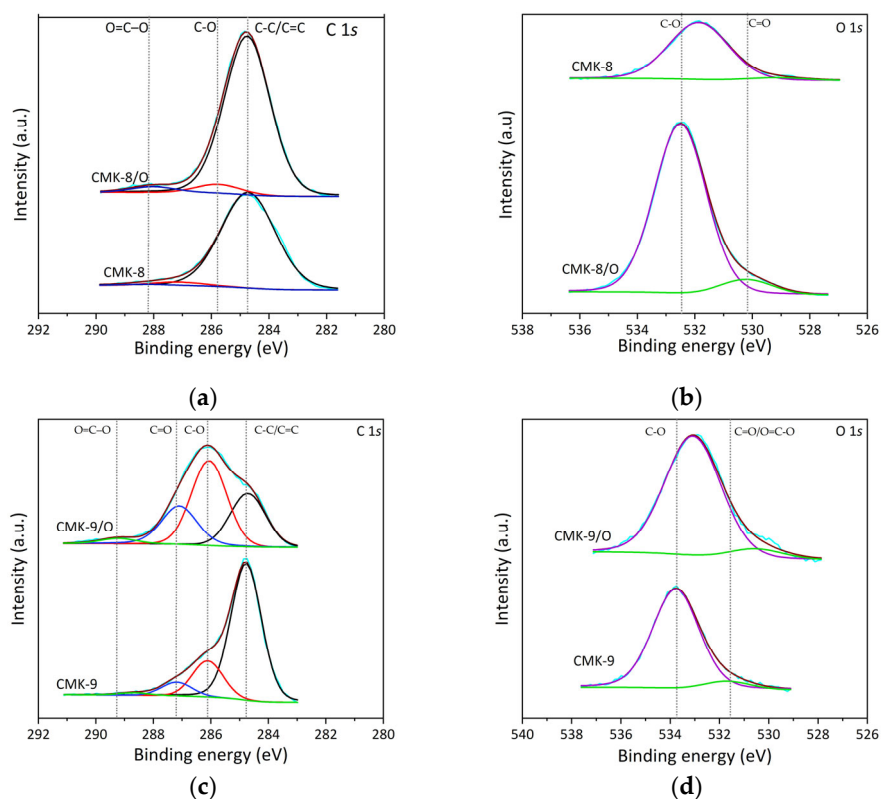 O=C–O C-O C-C/C=C C 1s
CMK-8/O
CMK-8
Intensity (a.u.)
292 290 288 286 284 282 280
Binding energy (eV)
(a)
C-O C=O O 1s
CMK-8
CMK-8/O
Intensity (a.u)
538 536 534 532 530 528 526
Binding energy (eV)
(b)
O=C–O C=O C-O C-C/C=C C 1s
CMK-9/O
CMK-9
Intensity (a.u.)
292 290 288 286 284 282 280
Binding energy (eV)
(c)
C-O C=O/O=C-O O 1s
CMK-9/O
CMK-9
Intensity (a.u.)
540 538 536 534 532 530 528 526
Binding energy (eV)
(d)